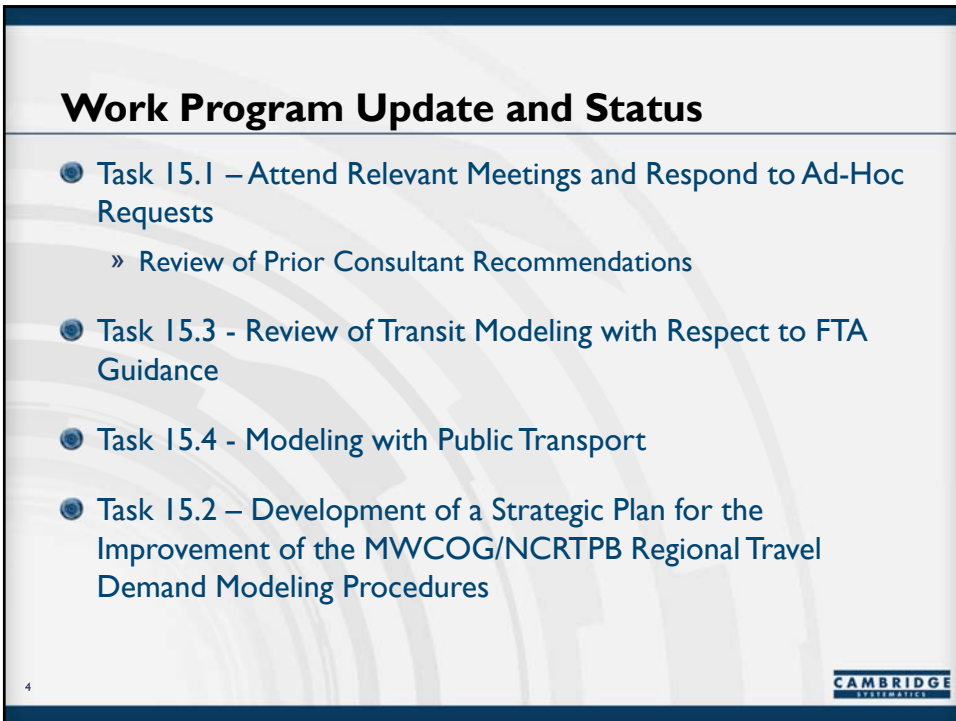 Work Program Update and Status
Task 15.1 – Attend Relevant Meetings and Respond to Ad-Hoc
Requests
» Review of Prior Consultant Recommendations
Task 15.3 - Review of Transit Modeling with Respect to FTA
Guidance
Task 15.4 - Modeling with Public Transport
Task 15.2 – Development of a Strategic Plan for the
Improvement of the MWCOG/NCRTPB Regional Travel
Demand Modeling Procedures
4
CAMBRIDGE
SYSTEMATICS